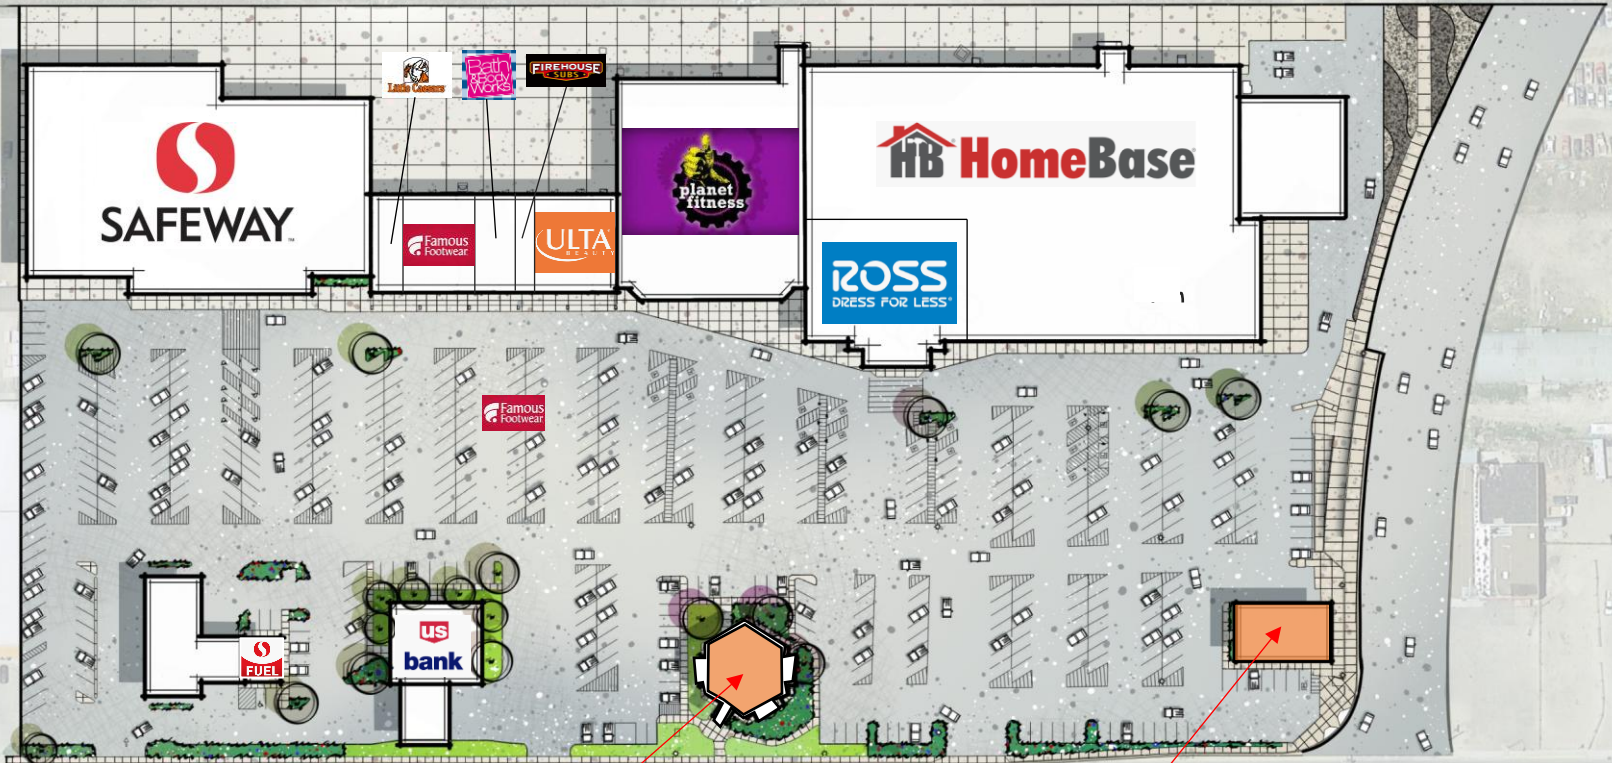 Little Caesars
Bath
& Body
Works
FIREHOUSE
SUBS
SAFEWAY
Famous
Footwear
ULTA
BEAUTY
planet
fitness
HB HomeBase
ROSS
DRESS FOR LESS
Famous
Footwear
FUEL
us
bank